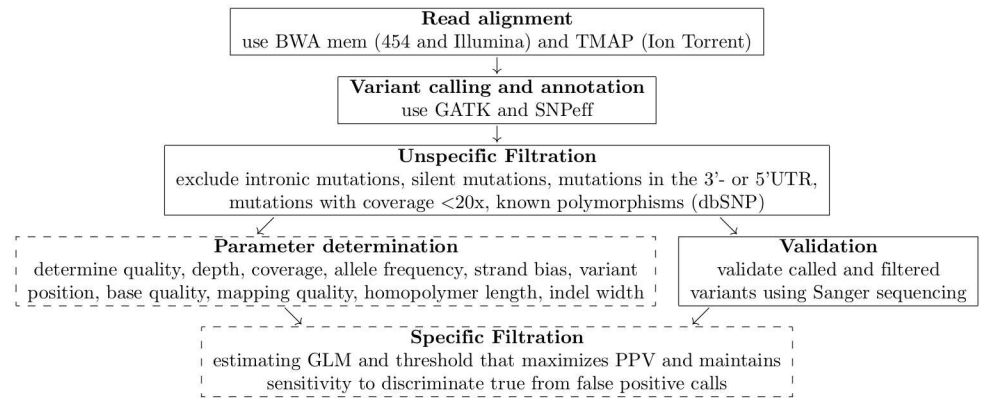 Read alignment
use BWA mem (454 and Illumina) and TMAP (Ion Torrent)
Variant calling and annotation
use GATK and SNPeff
Unspecific Filtration
exclude intronic mutations, silent mutations, mutations in the 3'- or 5'UTR,
mutations with coverage <20x, known polymorphisms (dbSNP)
Parameter determination
determine quality, depth, coverage, allele frequency, strand bias, variant
position, base quality, mapping quality, homopolymer length, indel width
Validation
validate called and filtered
variants using Sanger sequencing
Specific Filtration
estimating GLM and threshold that maximizes PPV and maintains
sensitivity to discriminate true from false positive calls